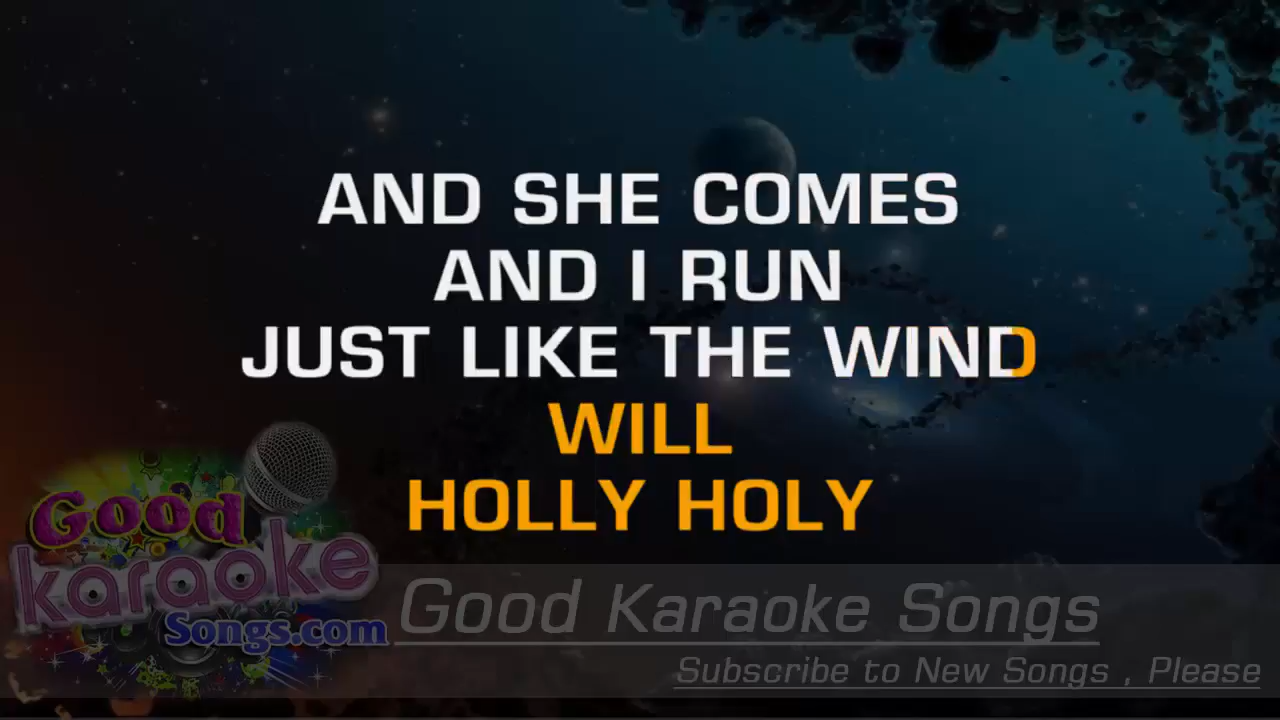 AND SHE COMES
AND I RUN
JUST LIKE THE WIND
WILL
HOLLY HOLY
Good
karaoke
Songs.com
Good Karaoke Songs
Subscribe to New Songs , Please